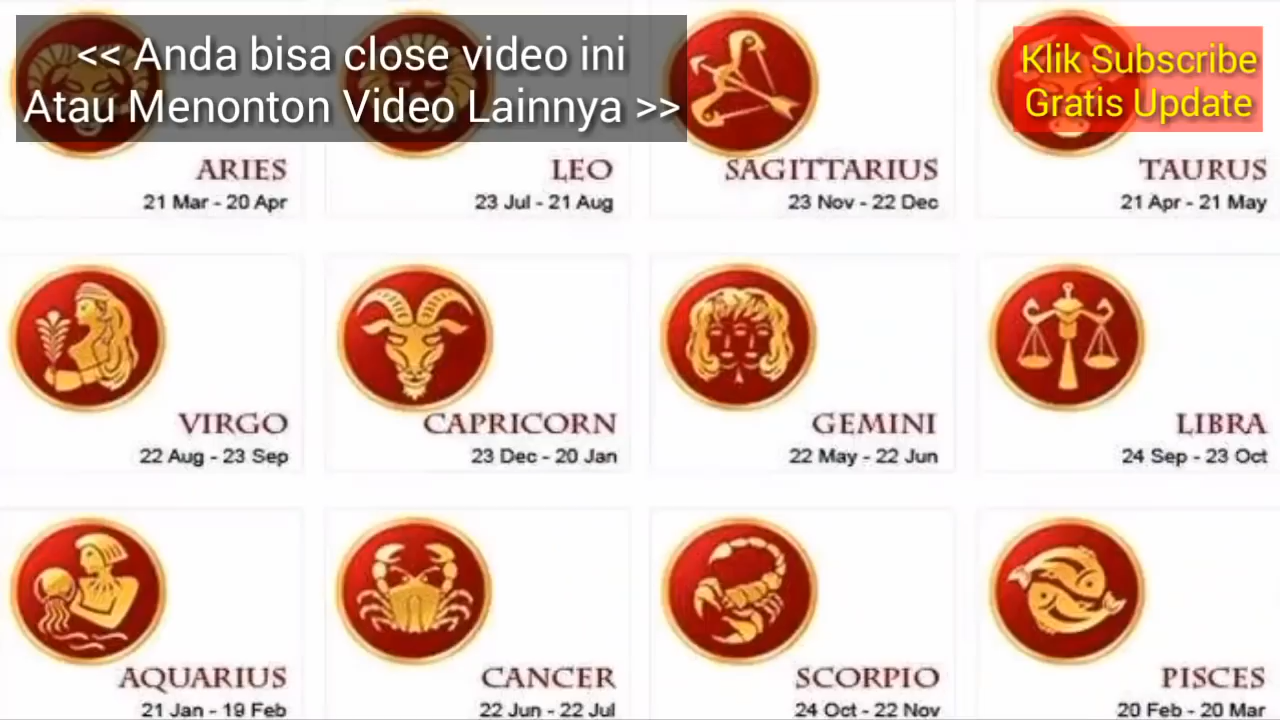 << Anda bisa close video ini
Atau Menonton Video Lainnya >>
Klik Subscribe
Gratis Update
ARIES
21 Mar - 20 Apr
LEO
23 Jul - 21 Aug
SAGITTARIUS
23 Nov - 22 Dec
TAURUS
21 Apr - 21 May
VIRGO
22 Aug - 23 Sep
CAPRICORN
23 Dec - 20 Jan
GEMINI
22 May - 22 Jun
LIBRA
24 Sep - 23 Oct
AQUARIUS
21 Jan - 19 Feb
CANCER
22 Jun - 22 Jul
SCORPIO
24 Oct - 22 Nov
PISCES
20 Feb - 20 Mar